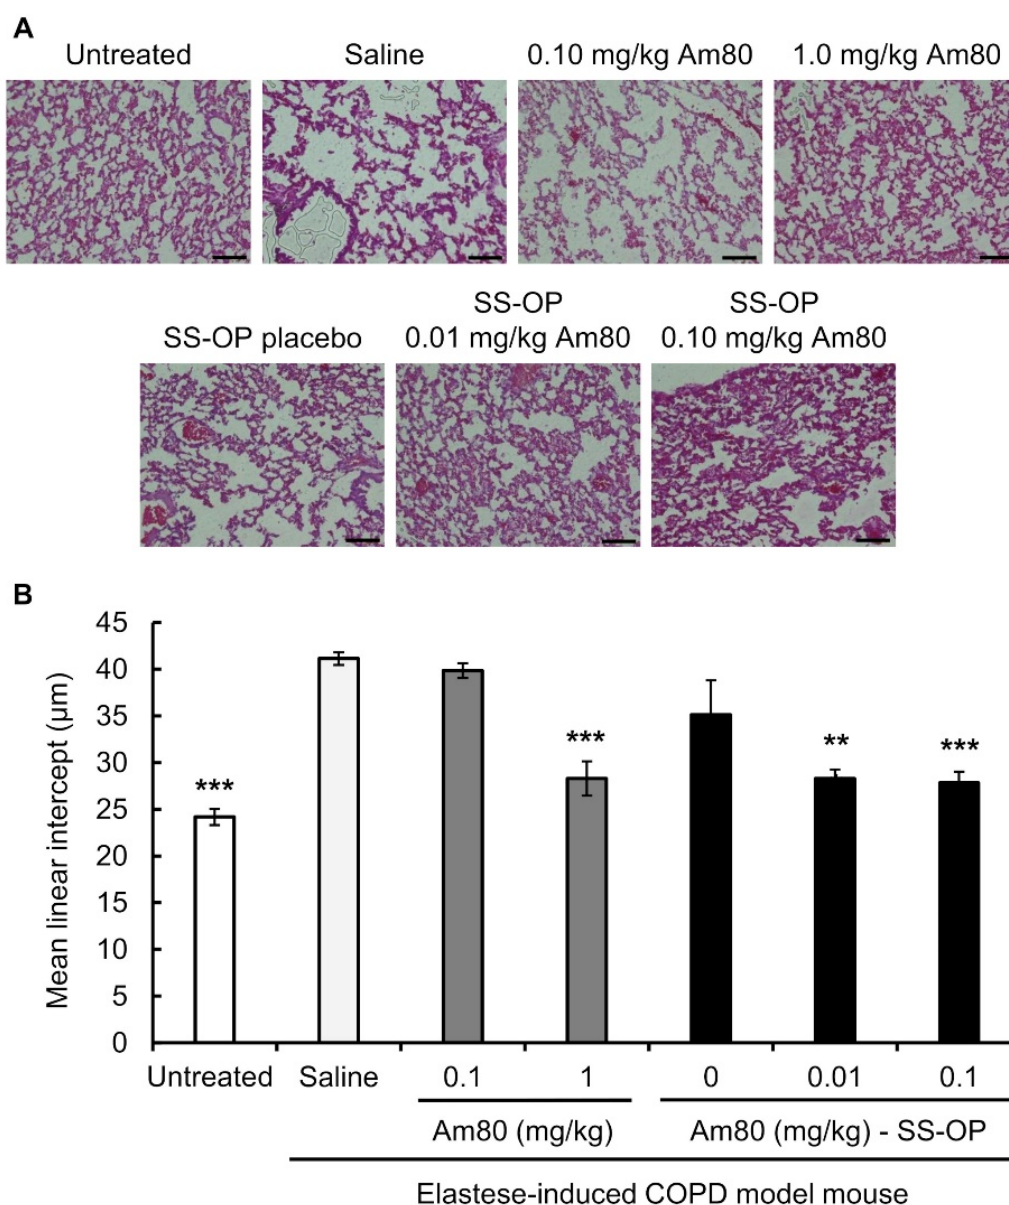 A
Untreated
Saline
0.10 mg/kg Am80
1.0 mg/kg Am80
SS-OP placebo
SS-OP
0.01 mg/kg Am80
SS-OP
0.10 mg/kg Am80
B
Mean linear intercept (μm)
45
40
35
30
25
20
15
10
5
0
***
***
**
***
Untreated
Saline
0.1
1
0
0.01
0.1
Am80 (mg/kg)
Am80 (mg/kg) - SS-OP
Elastese-induced COPD model mouse